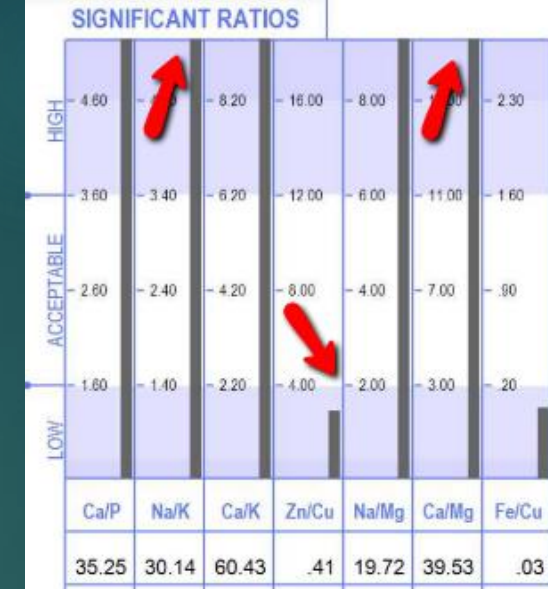 SIGNIFICANT RATIOS
HIGH
4.60 8.20 16.00 8.00 2.30
3.60 3.40 6.20 12.00 6.00 11.00 1.60
ACCEPTABLE
2.60 2.40 4.20 8.00 4.00 7.00 .90
1.60 1.40 2.20 4.00 2.00 3.00 .20
LOW
Ca/P Na/K Ca/K Zn/Cu Na/Mg Ca/Mg Fe/Cu
35.25 30.14 60.43 .41 19.72 39.53 .03